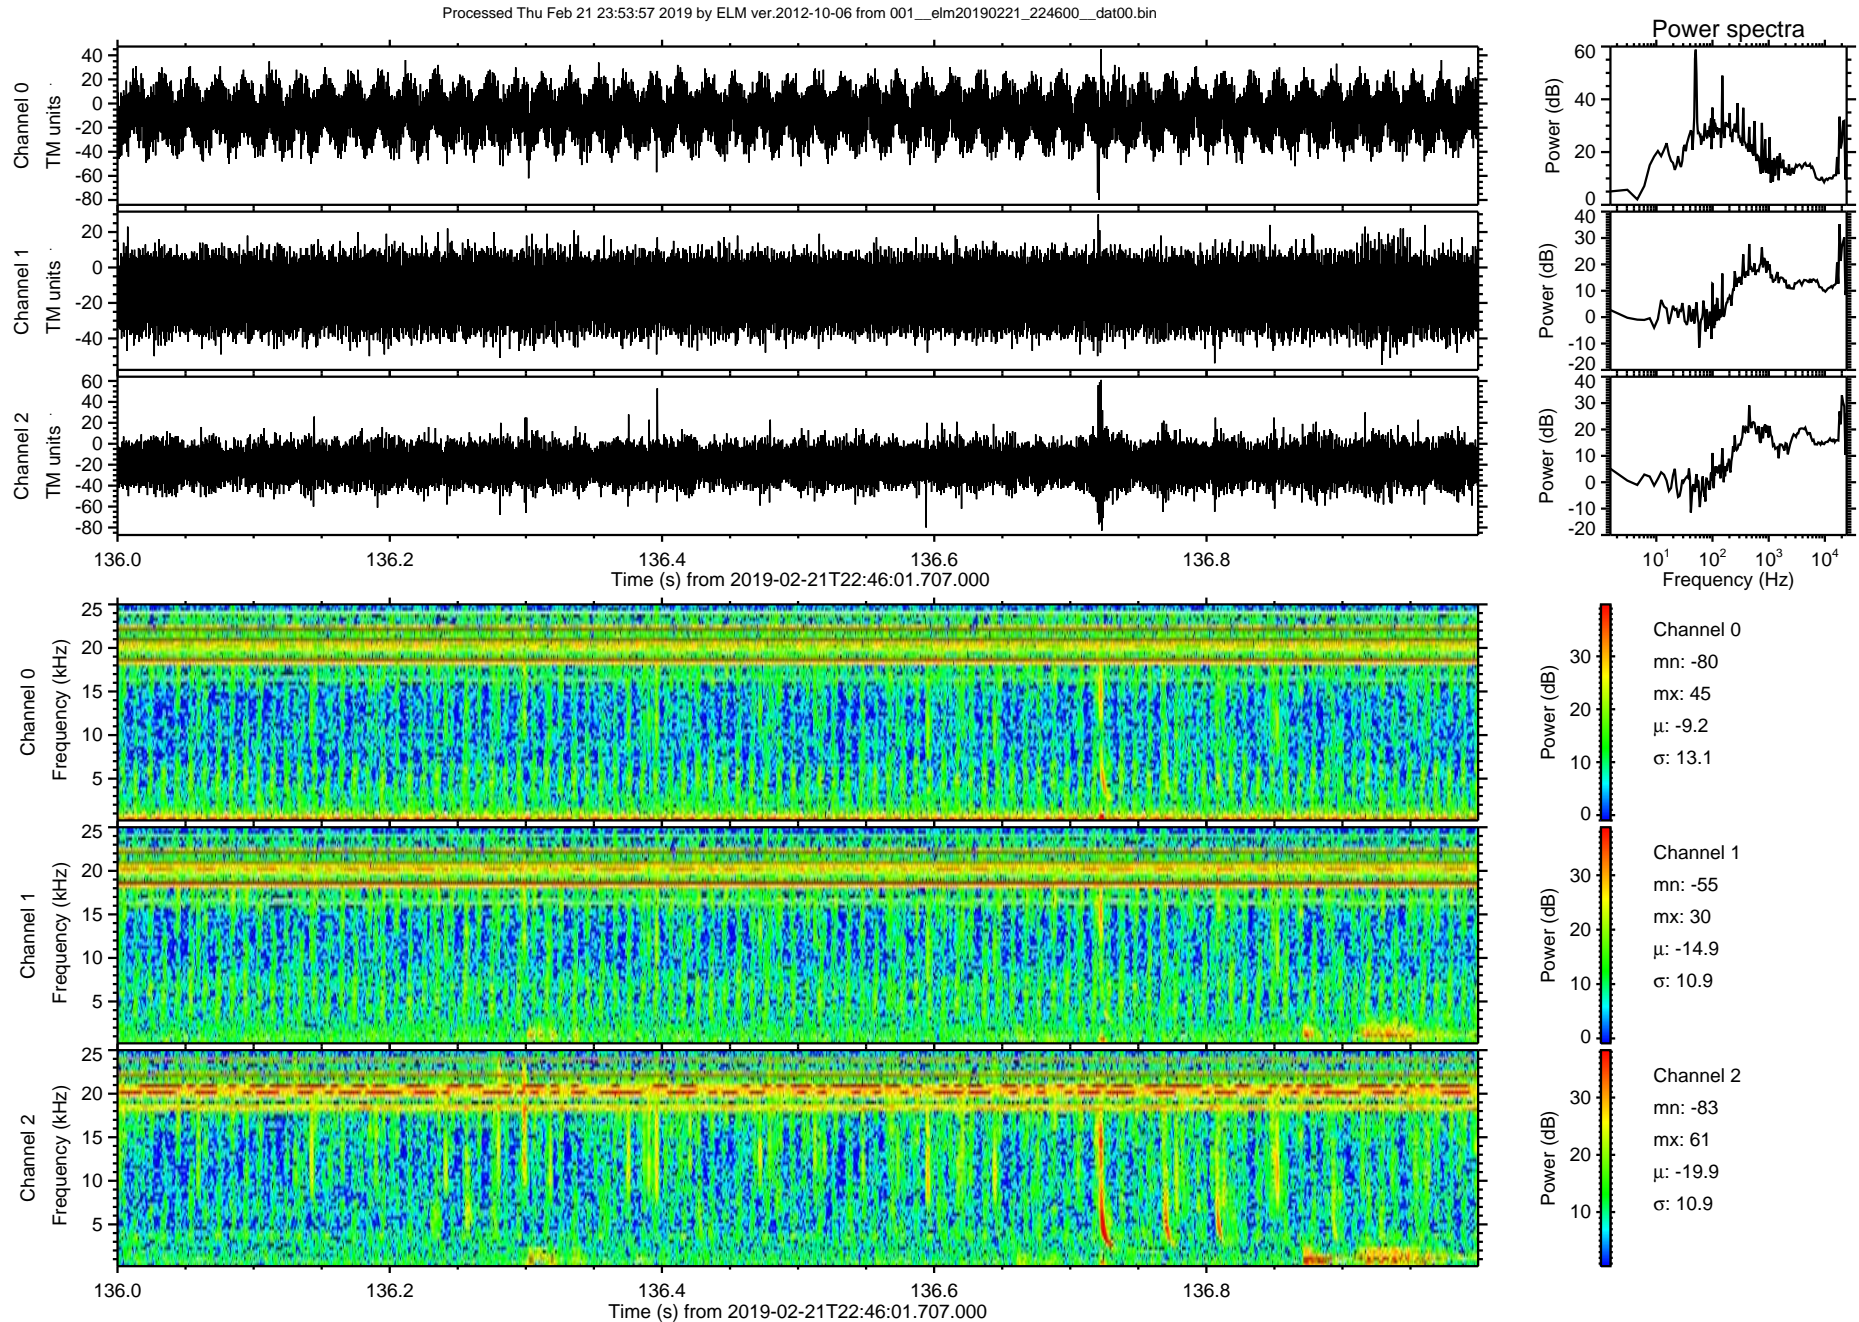 Processed Thu Feb 21 23:53:57 2019 by ELM ver.2012-10-06 from 001__elm20190221_224600__dat00.bin
Power spectra
Channel 0
TM units
40
20
0
-20
-40
-60
-80
Power (dB)
60
40
20
0
Channel 1
TM units
20
0
-20
-40
Power (dB)
40
30
20
10
0
-10
-20
Channel 2
TM units
60
40
20
0
-20
-40
-60
-80
Power (dB)
40
30
20
10
0
-10
-20
136.0 136.2 136.4 136.6 136.8
Time (s) from 2019-02-21T22:46:01.707.000
10^1 10^2 10^3 10^4
Frequency (Hz)
Channel 0
Frequency (kHz)
25
20
15
10
5
Power (dB)
30
20
10
0
Channel 0
mn: -80
mx: 45
μ: -9.2
σ: 13.1
Channel 1
Frequency (kHz)
25
20
15
10
5
Power (dB)
30
20
10
0
Channel 1
mn: -55
mx: 30
μ: -14.9
σ: 10.9
Channel 2
Frequency (kHz)
25
20
15
10
5
Power (dB)
30
20
10
Channel 2
mn: -83
mx: 61
μ: -19.9
σ: 10.9
136.0 136.2 136.4 136.6 136.8
Time (s) from 2019-02-21T22:46:01.707.000